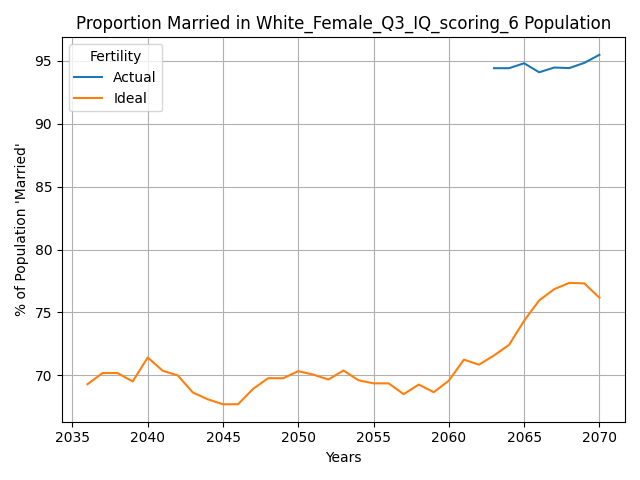 Proportion Married in White_Female_Q3_IQ_scoring_6 Population
Fertility
Actual
Ideal
% of Population 'Married'
95
90
85
80
75
70
2035 2040 2045 2050 2055 2060 2065 2070
Years